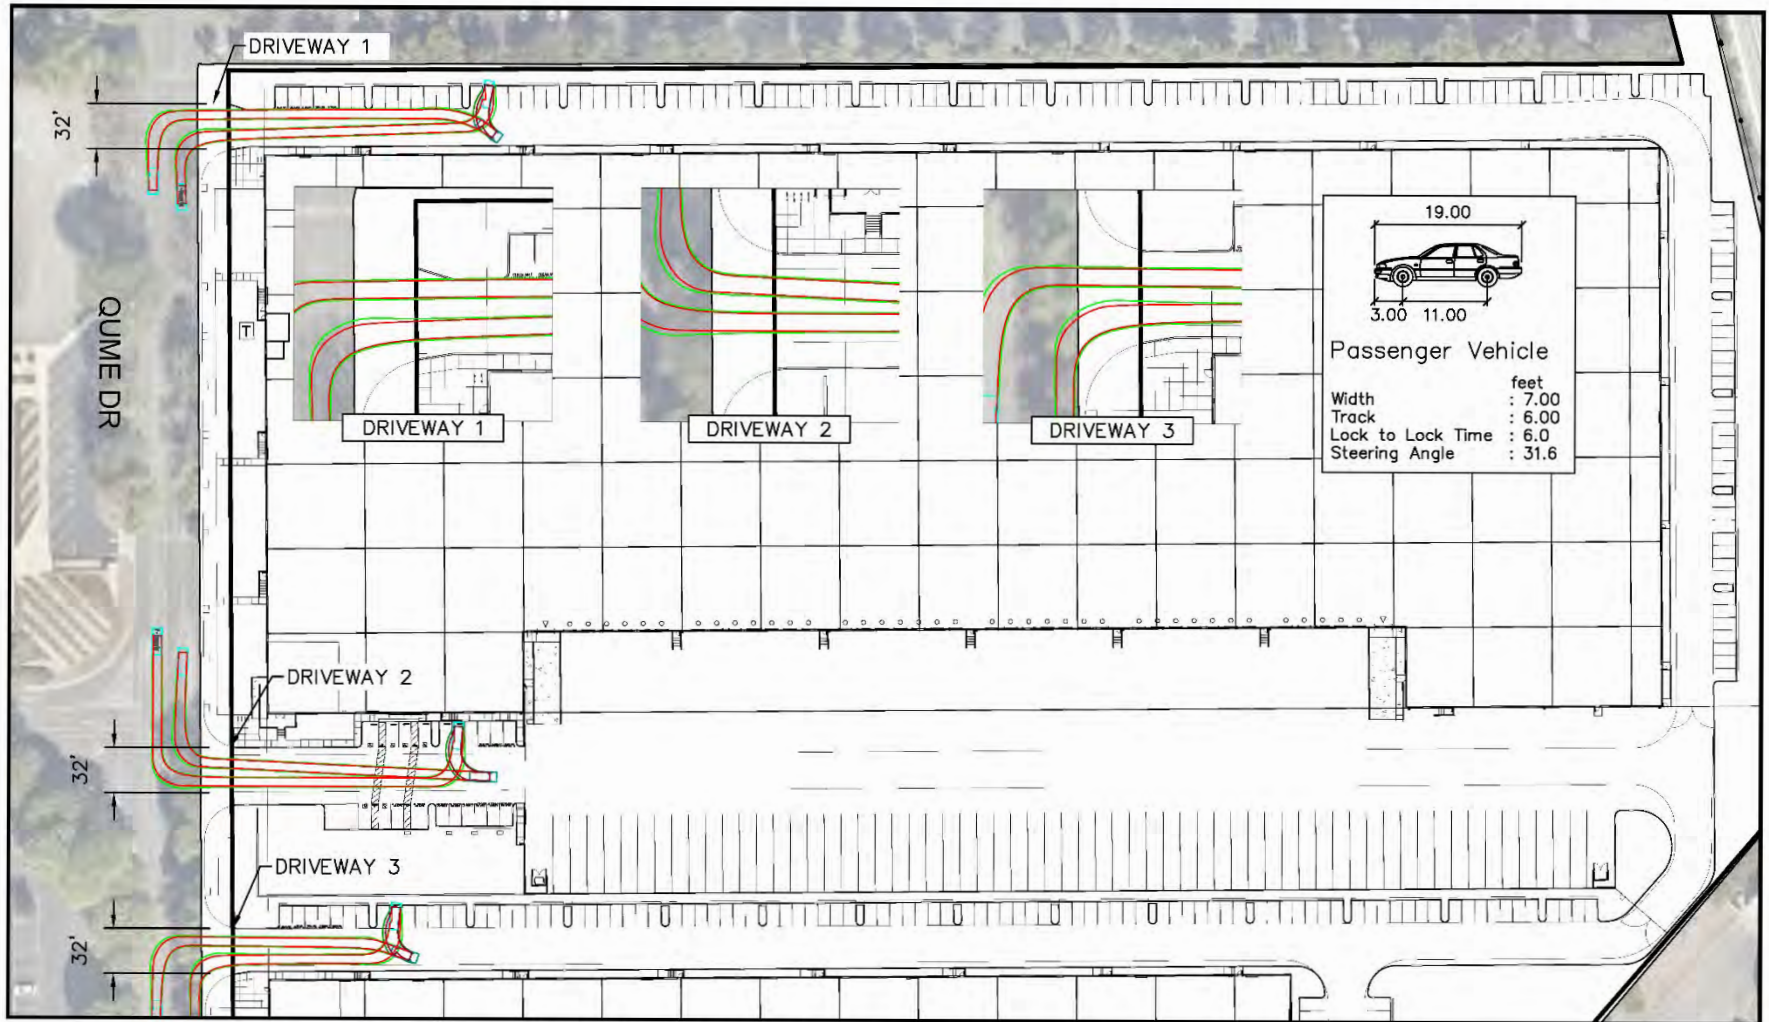 DRIVEWAY 1
32'
QUME DR
T
DRIVEWAY 1
DRIVEWAY 2
DRIVEWAY 3
19.00
3.00 11.00
Passenger Vehicle
feet
Width : 7.00
Track : 6.00
Lock to Lock Time : 6.0
Steering Angle : 31.6
DRIVEWAY 2
32'
DRIVEWAY 3
32'